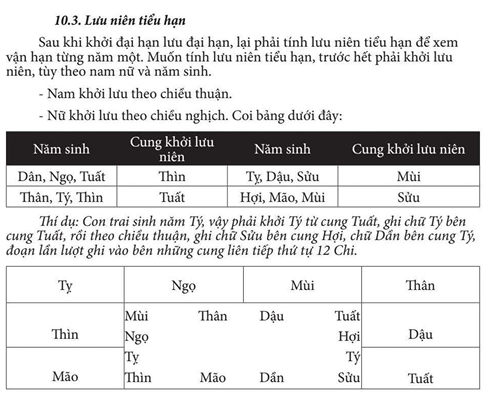 10.3. Lưu niên tiểu hạn
Sau khi khởi đại hạn lưu đại hạn, lại phải tính lưu niên tiểu hạn để xem
vận hạn từng năm một. Muốn tính lưu niên tiểu hạn, trước hết phải khởi lưu
niên, tùy theo nam nữ và năm sinh.
- Nam khởi lưu theo chiều thuận.
- Nữ khởi lưu theo chiều nghịch. Coi bảng dưới đây:
Năm sinh Cung khởi lưu niên Năm sinh Cung khởi lưu niên
Dần, Ngọ, Tuất Thìn Tỵ, Dậu, Sửu Mùi
Thân, Tý, Thìn Tuất Hợi, Mão, Mùi Sửu
Thí dụ: Con trai sinh năm Tý, vậy phải khởi Tý từ cung Tuất, ghi chữ Tý bên
cung Tuất, rồi theo chiều thuận, ghi chữ Sửu bên cung Hợi, chữ Dần bên cung Tý,
đoạn lần lượt ghi vào bên những cung liên tiếp thứ tự 12 Chi.
Tỵ Ngọ Mùi Thân
Mùi Thân Dậu Tuất
Thìn Ngọ Hợi Dậu
Tỵ Tý
Mão Thìn Mão Dần Sửu Tuất